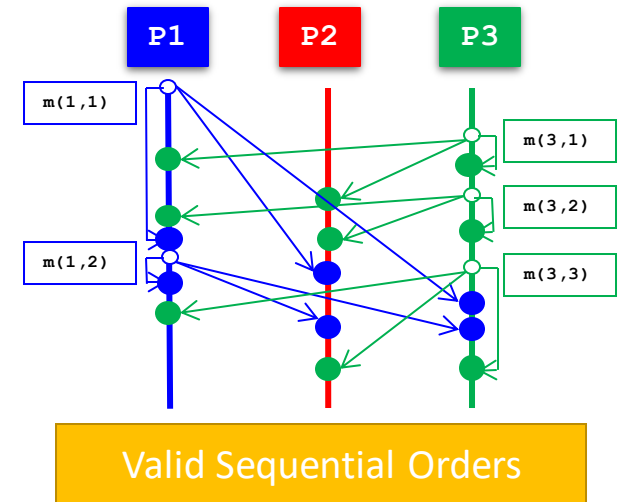 P1
P2
P3
m(1,1)
m(3,1)
m(3,2)
m(1,2)
m(3,3)
Valid Sequential Orders